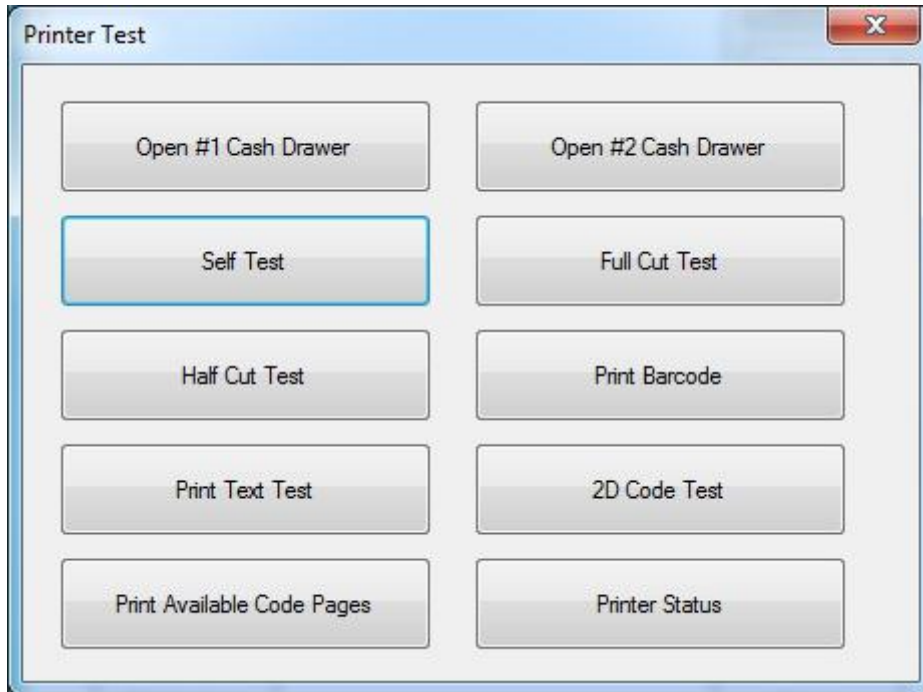 Printer Test
Open #1 Cash Drawer
Open #2 Cash Drawer
Self Test
Full Cut Test
Half Cut Test
Print Barcode
Print Text Test
2D Code Test
Print Available Code Pages
Printer Status